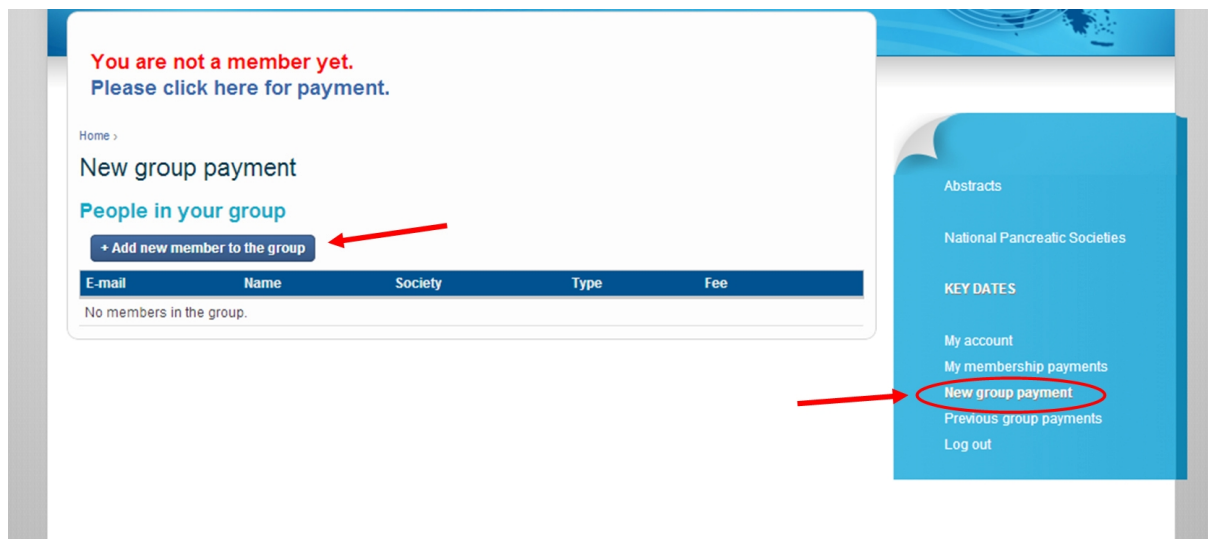 You are not a member yet.
Please click here for payment.
Home ›
New group payment
People in your group
+ Add new member to the group
E-mail Name Society Type Fee
No members in the group.
Abstracts
National Pancreatic Societies
KEY DATES
My account
My membership payments
New group payment
Previous group payments
Log out